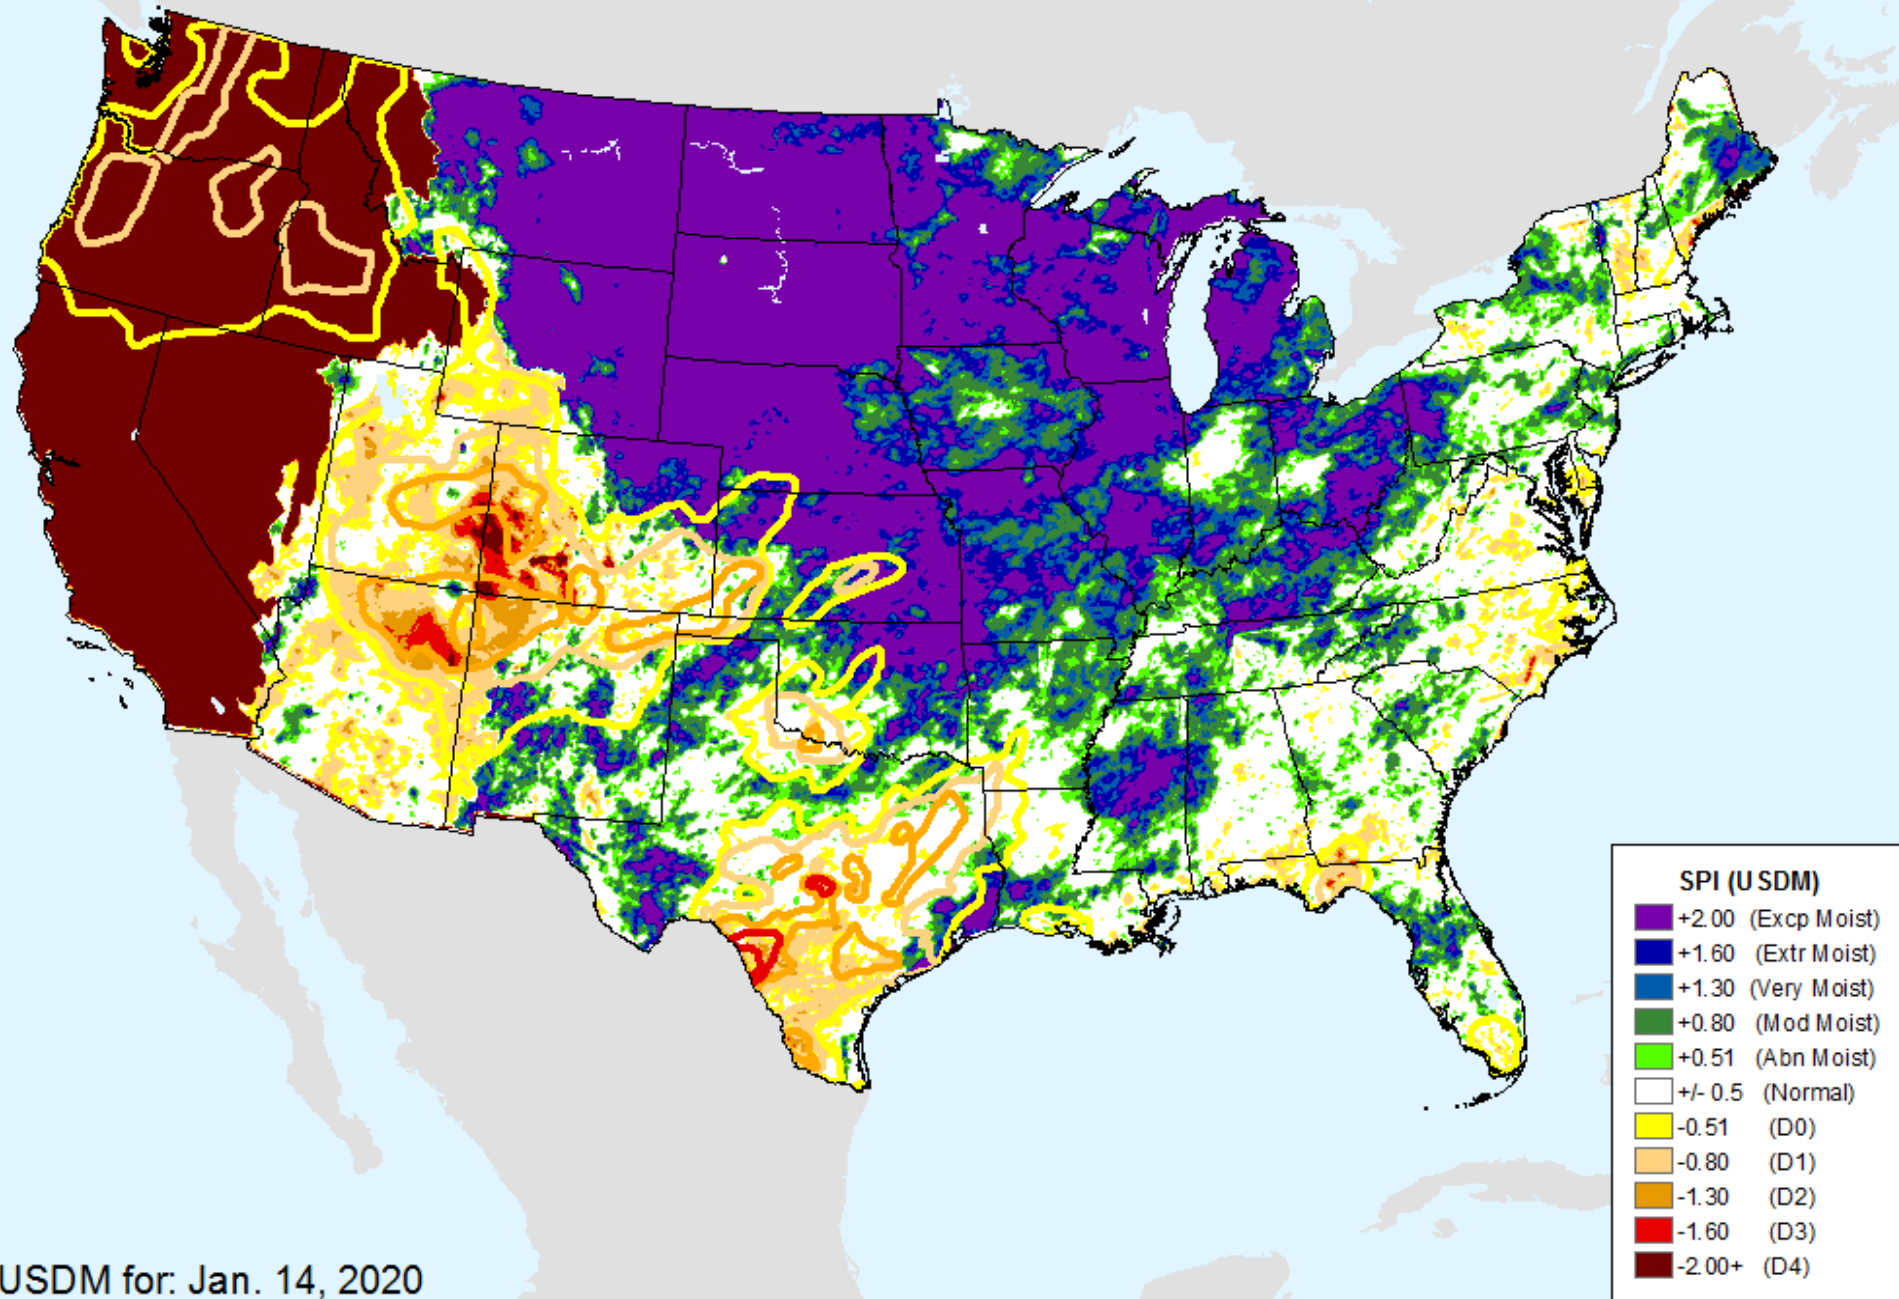 SPI (USDM)
+2.00 (Excp Moist)
+1.60 (Extr Moist)
+1.30 (Very Moist)
+0.80 (Mod Moist)
+0.51 (Abn Moist)
+/- 0.5 (Normal)
-0.51 (D0)
-0.80 (D1)
-1.30 (D2)
-1.60 (D3)
-2.00+ (D4)
USDM for: Jan. 14, 2020